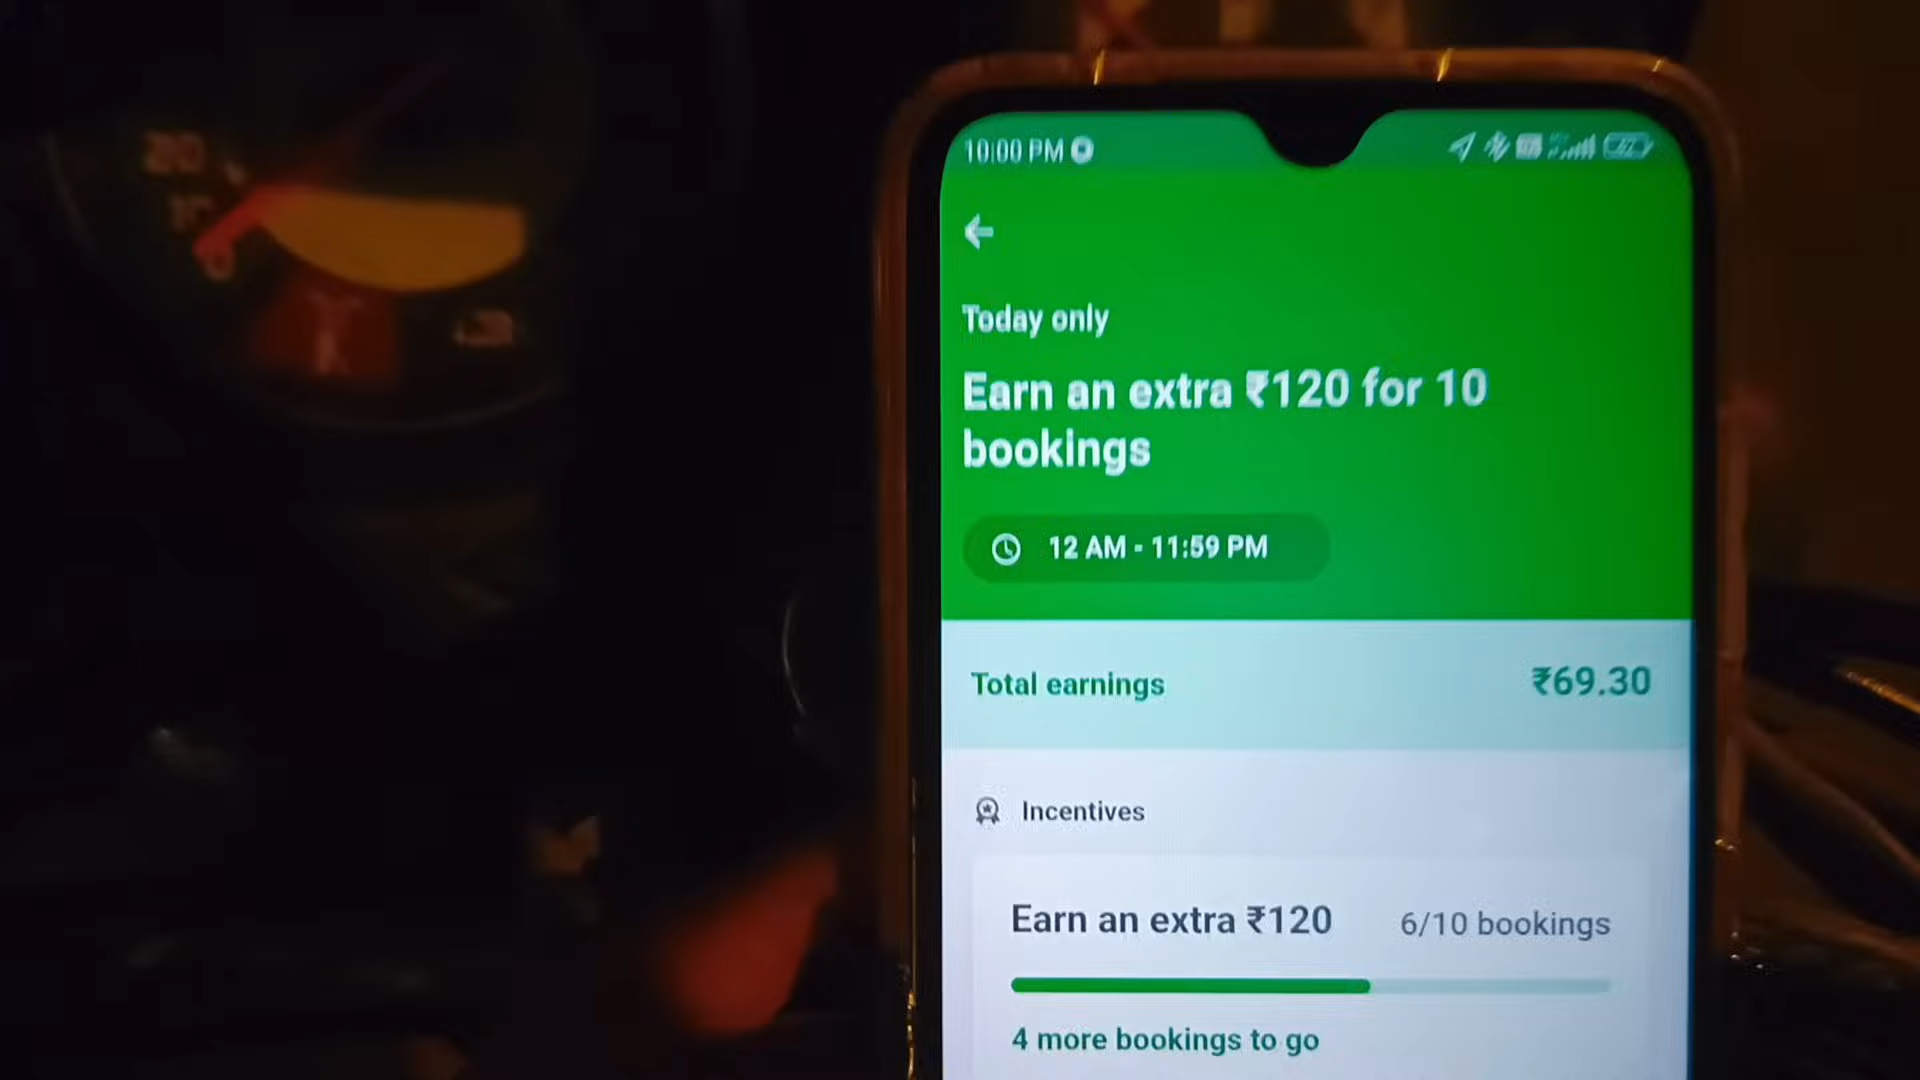 10:00 PM
Today only
Earn an extra ₹120 for 10
bookings
12 AM - 11:59 PM
Total earnings
₹69.30
Incentives
Earn an extra ₹120
6/10 bookings
4 more bookings to go